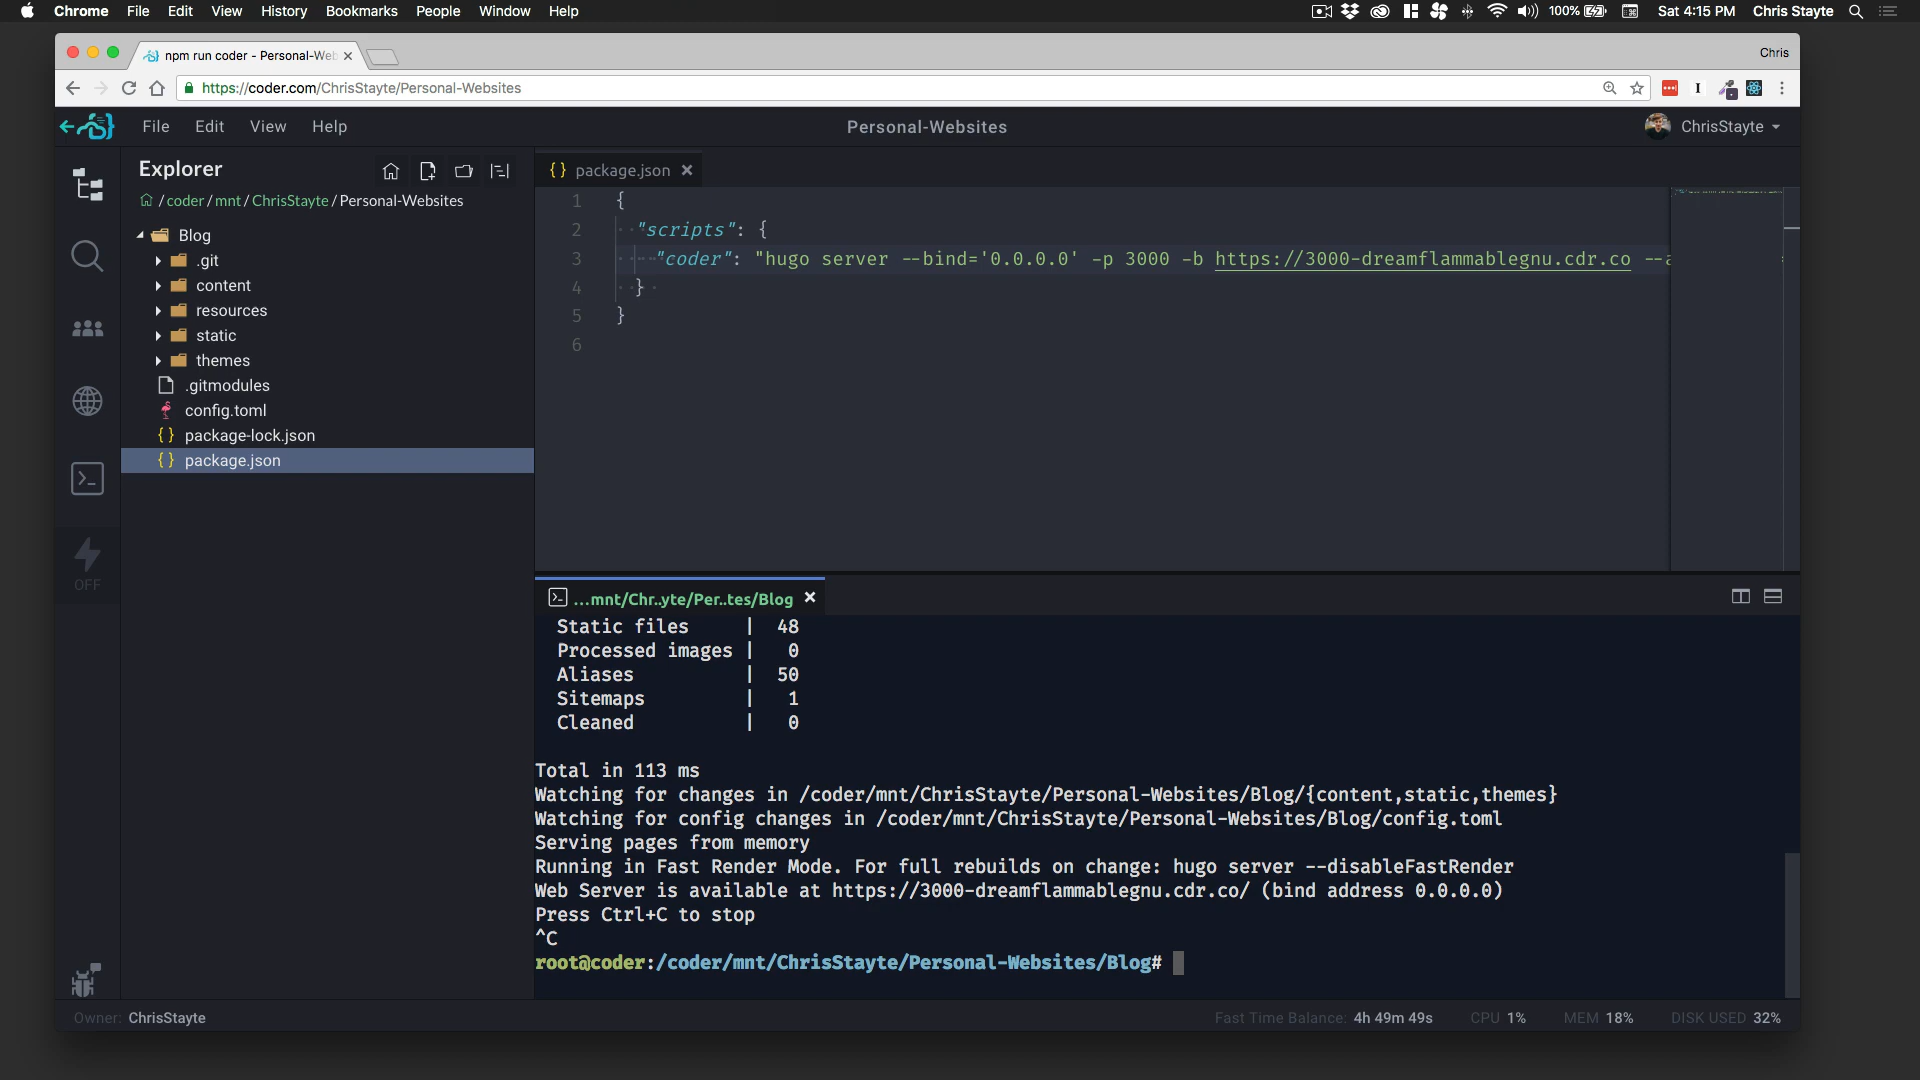 Chrome File Edit View History Bookmarks People Window Help 100% Sat 4:15 PM Chris Stayte
npm run coder - Personal-Web Chris
https://coder.com/ChrisStayte/Personal-Websites
File Edit View Help Personal-Websites ChrisStayte
Explorer
/ coder / mnt / ChrisStayte / Personal-Websites
Blog
.git
content
resources
static
themes
.gitmodules
config.toml
{ } package-lock.json
{ } package.json
OFF
{ } package.json
1 {
2 "scripts": {
3 "coder": "hugo server --bind='0.0.0.0' -p 3000 -b https://3000-dreamflammablegnu.cdr.co --a
4 }
5 }
6
...mnt/Chr..yte/Per..tes/Blog
Static files | 48
Processed images | 0
Aliases | 50
Sitemaps | 1
Cleaned | 0
Total in 113 ms
Watching for changes in /coder/mnt/ChrisStayte/Personal-Websites/Blog/{content,static,themes}
Watching for config changes in /coder/mnt/ChrisStayte/Personal-Websites/Blog/config.toml
Serving pages from memory
Running in Fast Render Mode. For full rebuilds on change: hugo server --disableFastRender
Web Server is available at https://3000-dreamflammablegnu.cdr.co/ (bind address 0.0.0.0)
Press Ctrl+C to stop
^C
root@coder:/coder/mnt/ChrisStayte/Personal-Websites/Blog#
Owner: ChrisStayte Fast Time Balance: 4h 49m 49s CPU 1% MEM 18% DISK USED 32%